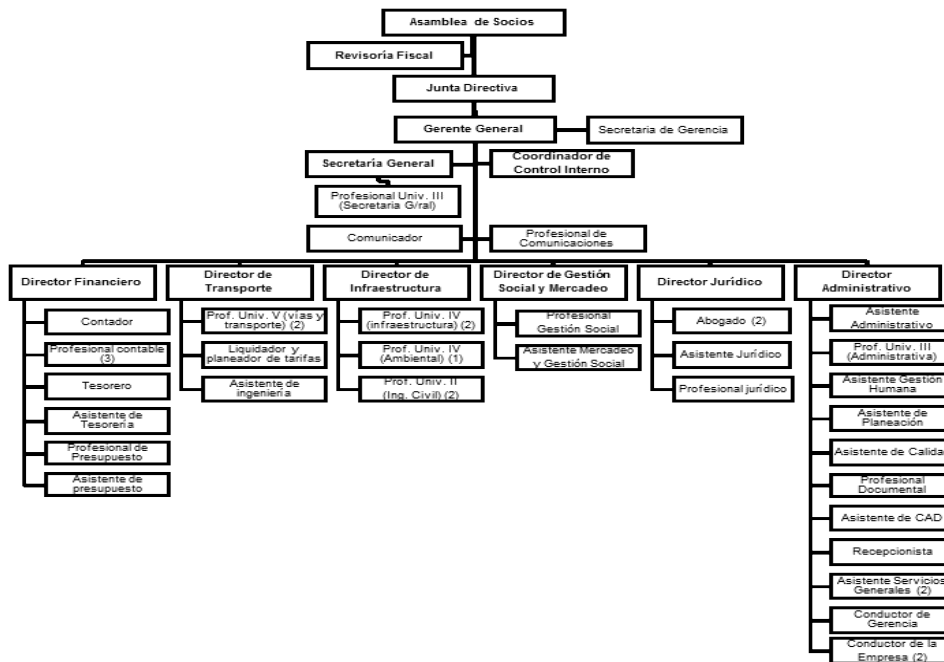 Asamblea de Socios
Revisoría Fiscal
Junta Directiva
Gerente General
Secretaria de Gerencia
Secretaría General
Coordinador de
Control Interno
Profesional Univ. III
(Secretaria G/ral)
Comunicador
Profesional de
Comunicaciones
Director Financiero
Contador
Profesional contable
(3)
Tesorero
Asistente de
Tesorería
Profesional de
Presupuesto
Asistente de
presupuesto
Director de
Transporte
Prof. Univ. V (vías y
transporte) (2)
Liquidador y
planeador de tarifas
Asistente de
ingeniería
Director de
Infraestructura
Prof. Univ. IV
(infraestructura) (2)
Prof. Univ. IV
(Ambiental) (1)
Prof. Univ. II
(Ing. Civil) (2)
Director de Gestión
Social y Mercadeo
Profesional
Gestión Social
Asistente Mercadeo
y Gestión Social
Director Jurídico
Abogado (2)
Asistente Jurídico
Profesional jurídico
Director
Administrativo
Asistente
Administrativo
Prof. Univ. III
(Administrativa)
Asistente Gestión
Humana
Asistente de
Planeación
Asistente de Calidad
Profesional
Documental
Asistente de CAD
Recepcionista
Asistente Servicios
Generales (2)
Conductor de
Gerencia
Conductor de la
Empresa (2)